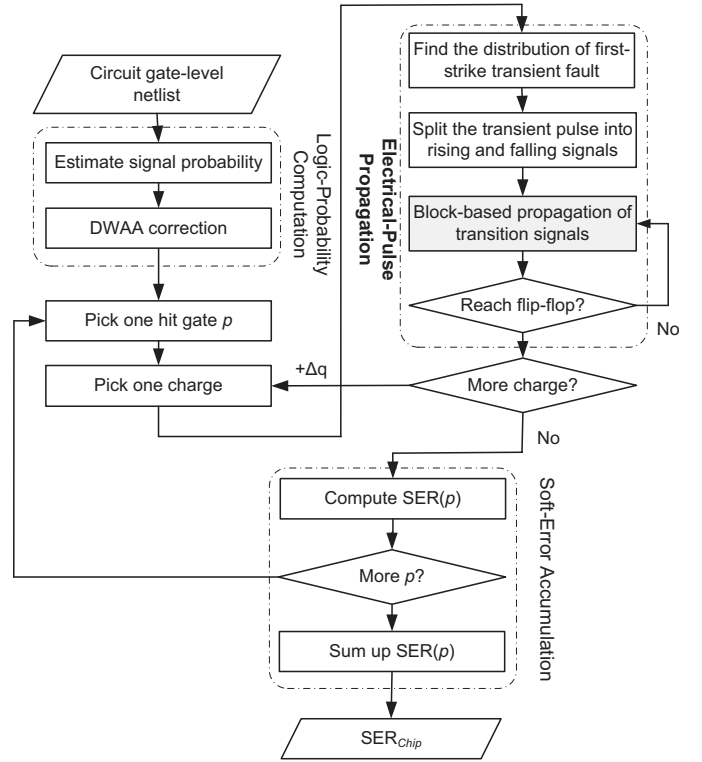 Circuit gate-level
netlist
Estimate signal probability
DWAA correction
Logic-Probability
Computation
Pick one hit gate p
Pick one charge
Find the distribution of first-
strike transient fault
Split the transient pulse into
rising and falling signals
Block-based propagation of
transition signals
Reach flip-flop?
No
Electrical-Pulse
Propagation
More charge?
+Δq
No
Compute SER(p)
More p?
Sum up SER(p)
Soft-Error Accumulation
SERChip